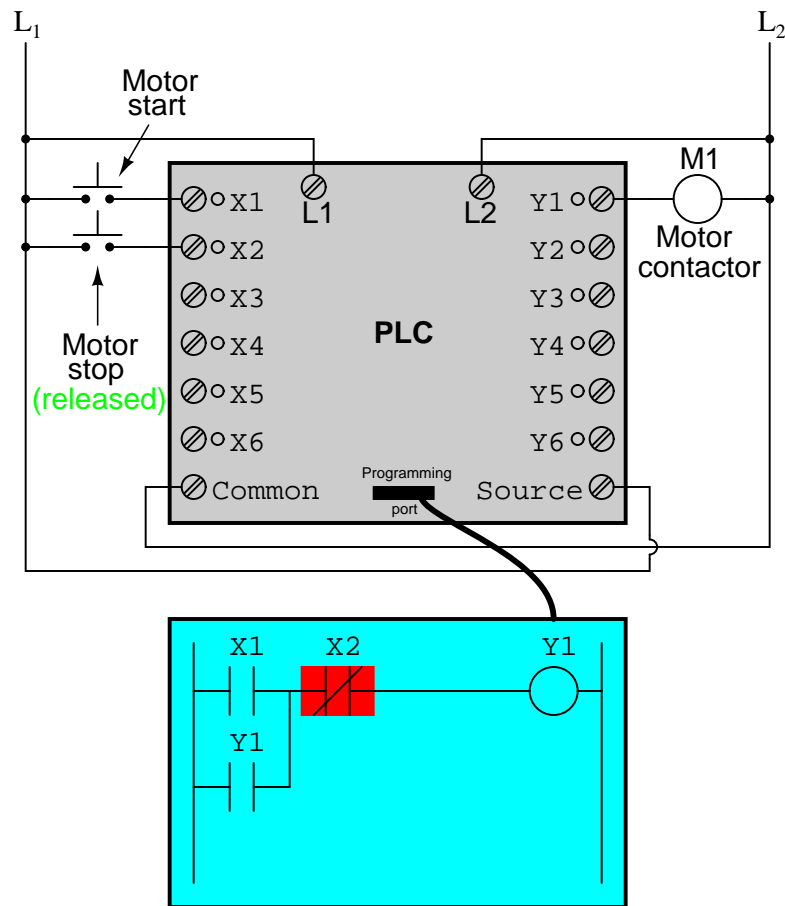 L1 L2
Motor
start
M1
X1 L1 L2 Y1
X2 Y2
Motor
contactor
X3 Y3
PLC
Motor
stop
(released)
X4 Y4
X5 Y5
X6 Y6
Common Programming
port Source
X1 X2 Y1
Y1